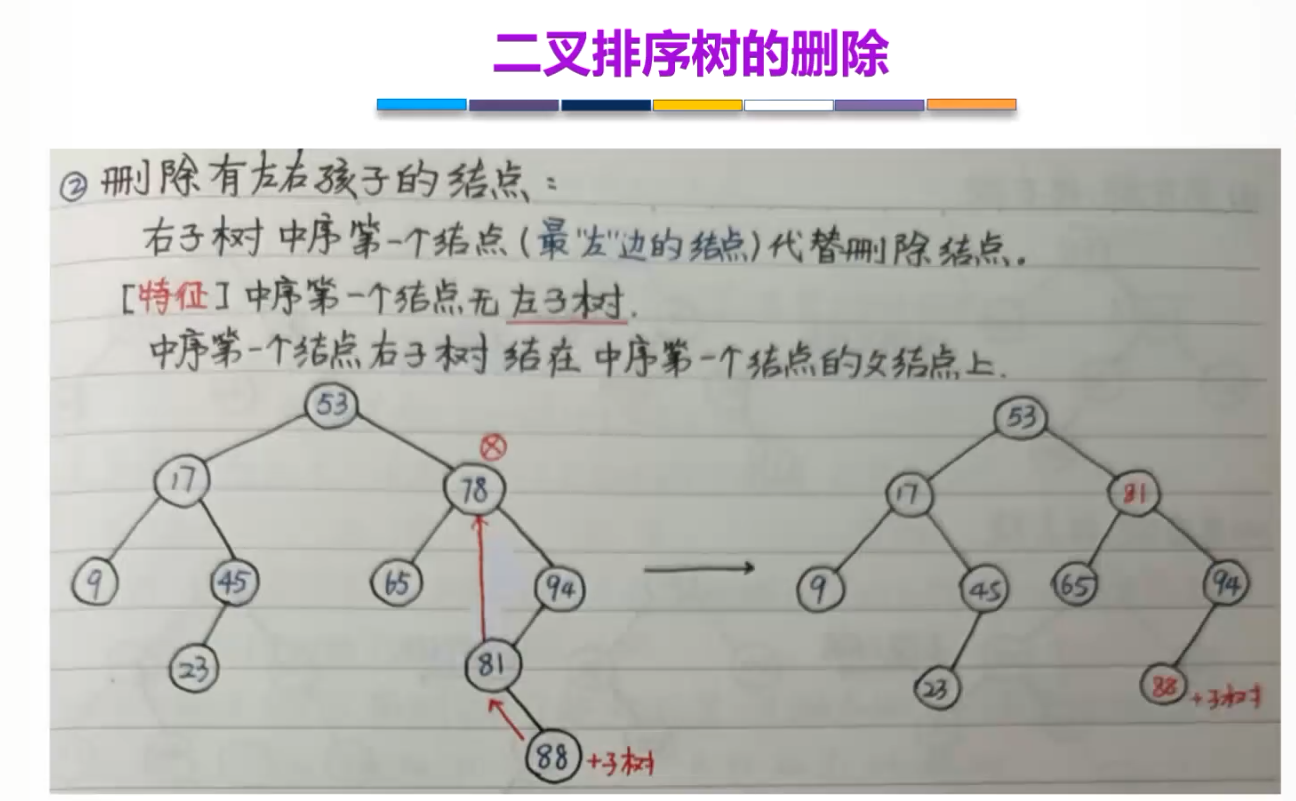 二叉排序树的删除
② 删除有左右孩子的结点：
右子树中序第一个结点(最"左"边的结点)代替删除结点。
[特征] 中序第一个结点无左子树.
中序第一个结点右子树结在中序第一个结点的父结点上.
53
53
17
78
17
81
9
45
65
94
9
45
65
94
23
81
23
88 +子树
88 +子树